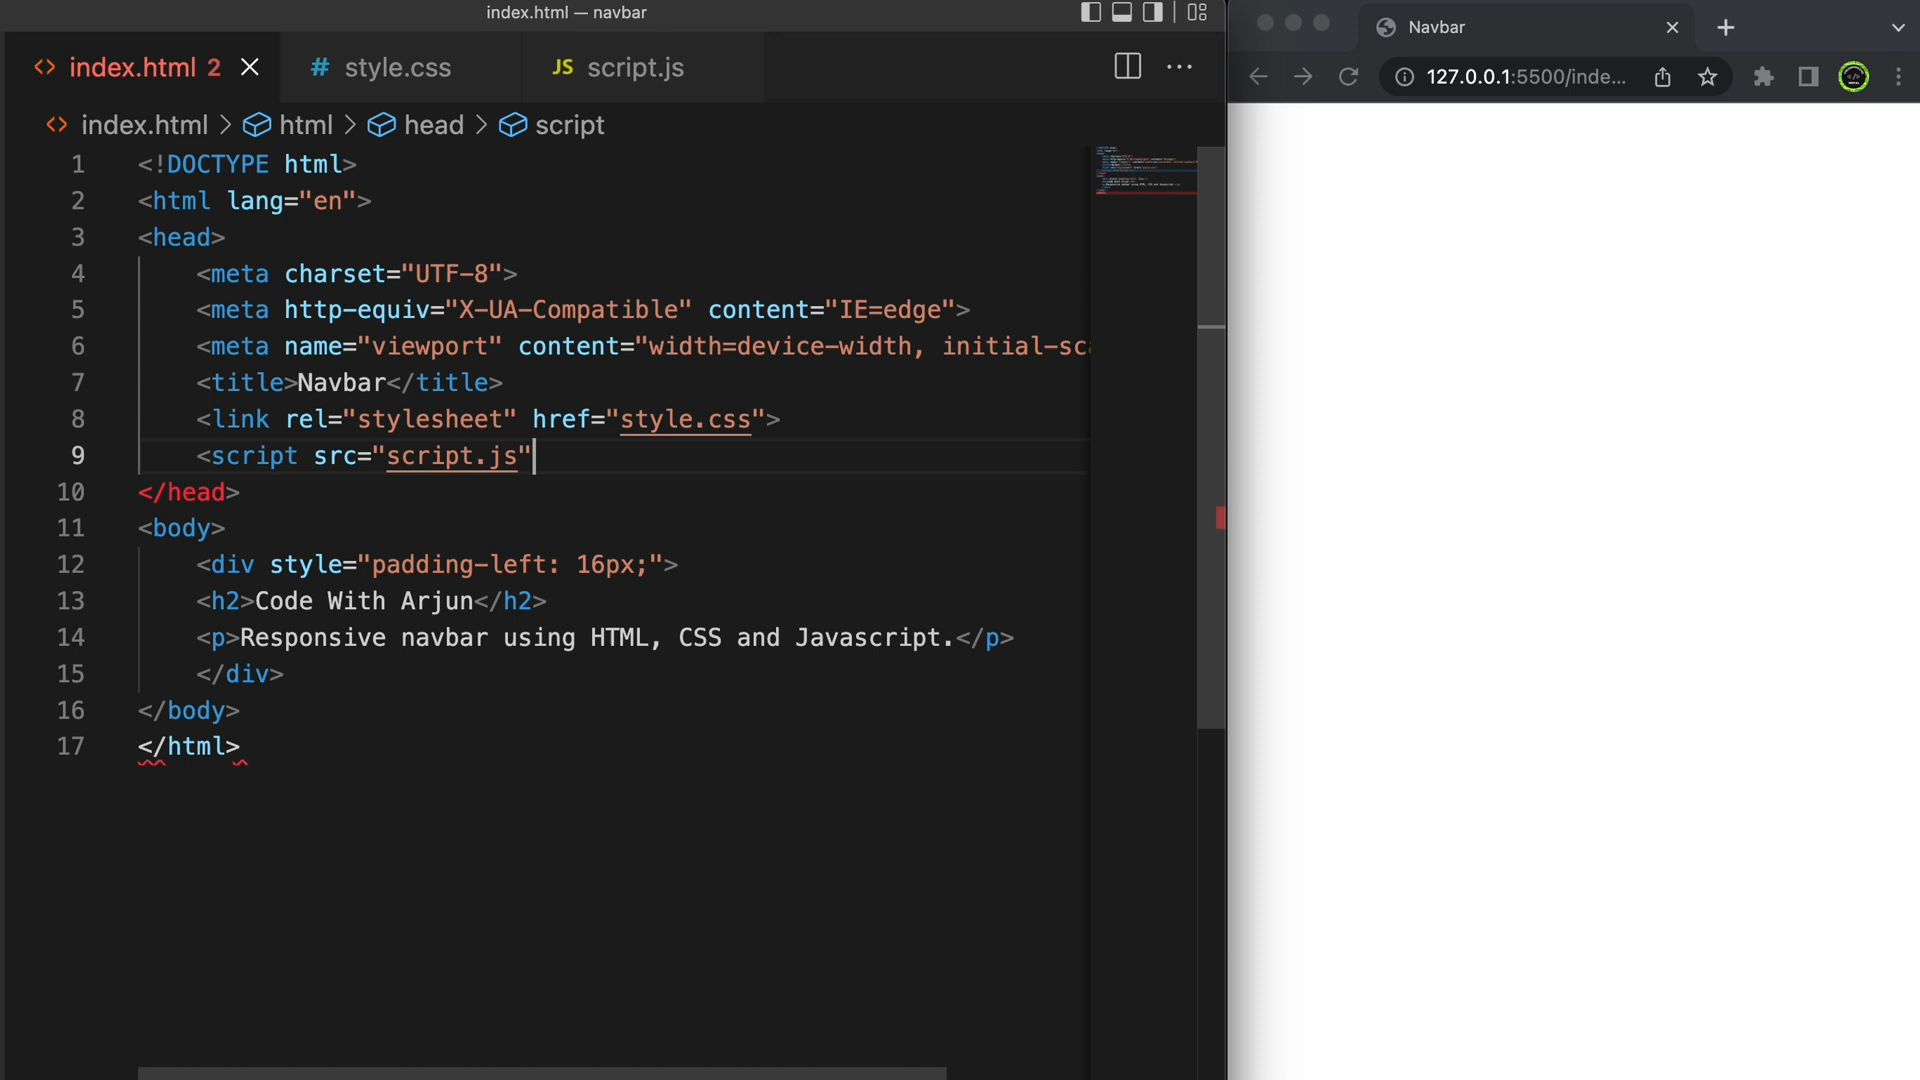 index.html — navbar
index.html 2
# style.css
JS script.js
index.html > html > head > script
1 <!DOCTYPE html>
2 <html lang="en">
3 <head>
4 <meta charset="UTF-8">
5 <meta http-equiv="X-UA-Compatible" content="IE=edge">
6 <meta name="viewport" content="width=device-width, initial-sca
7 <title>Navbar</title>
8 <link rel="stylesheet" href="style.css">
9 <script src="script.js"
10 </head>
11 <body>
12 <div style="padding-left: 16px;">
13 <h2>Code With Arjun</h2>
14 <p>Responsive navbar using HTML, CSS and Javascript.</p>
15 </div>
16 </body>
17 </html>
Navbar
127.0.0.1:5500/inde...